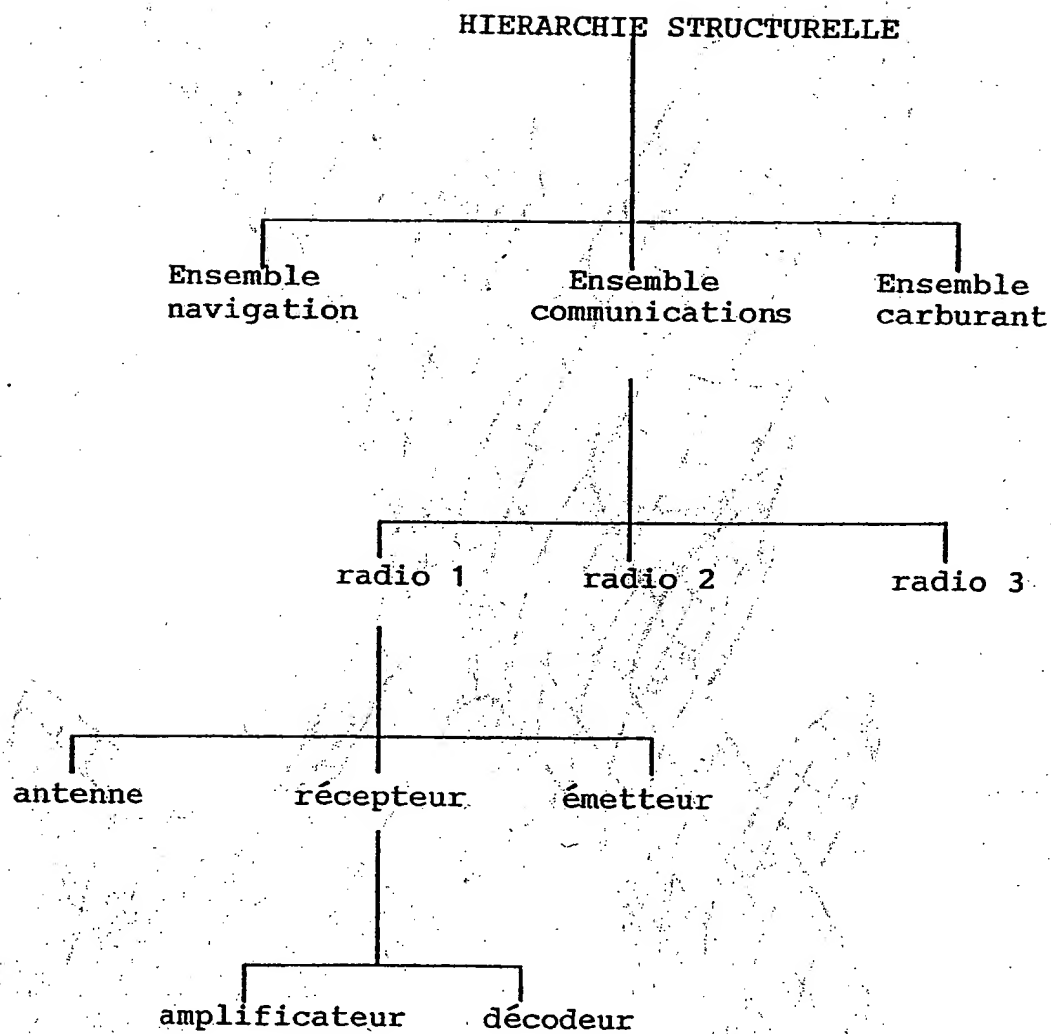 HIERARCHIE STRUCTURELLE
Ensemble
navigation
Ensemble
communications
Ensemble
carburant
radio 1
radio 2
radio 3
antenne
récepteur
émetteur
amplificateur
décodeur